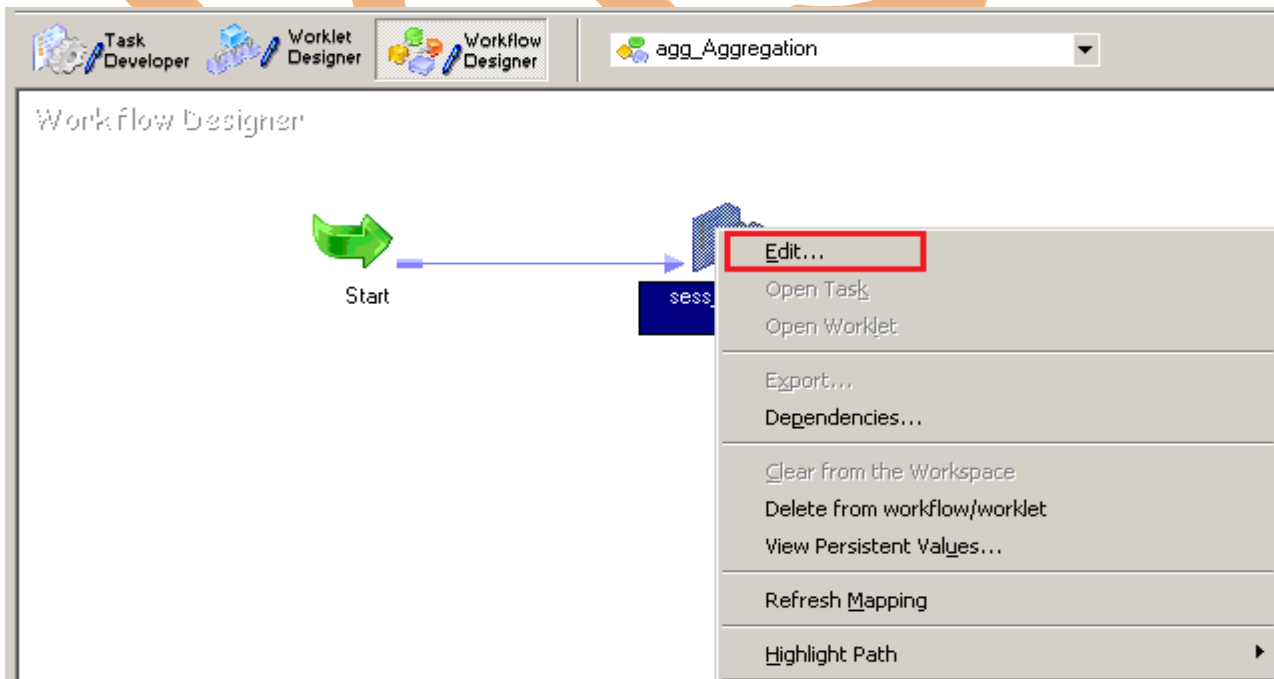 Task
Developer
Worklet
Designer
Workflow
Designer
agg_Aggregation
Workflow Designer
Start
sess_
Edit...
Open Task
Open Worklet
Export...
Dependencies...
Clear from the Workspace
Delete from workflow/worklet
View Persistent Values...
Refresh Mapping
Highlight Path